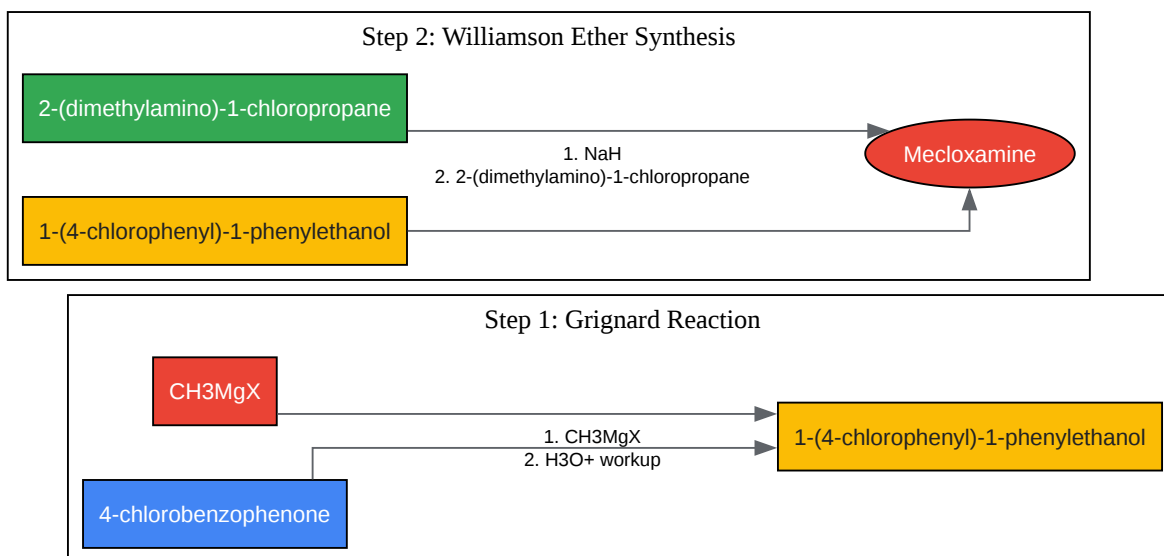 Step 2: Williamson Ether Synthesis
2-(dimethylamino)-1-chloropropane
1. NaH
2. 2-(dimethylamino)-1-chloropropane
Mecloxamine
1-(4-chlorophenyl)-1-phenylethanol
Step 1: Grignard Reaction
CH3MgX
1. CH3MgX
2. H3O+ workup
1-(4-chlorophenyl)-1-phenylethanol
4-chlorobenzophenone